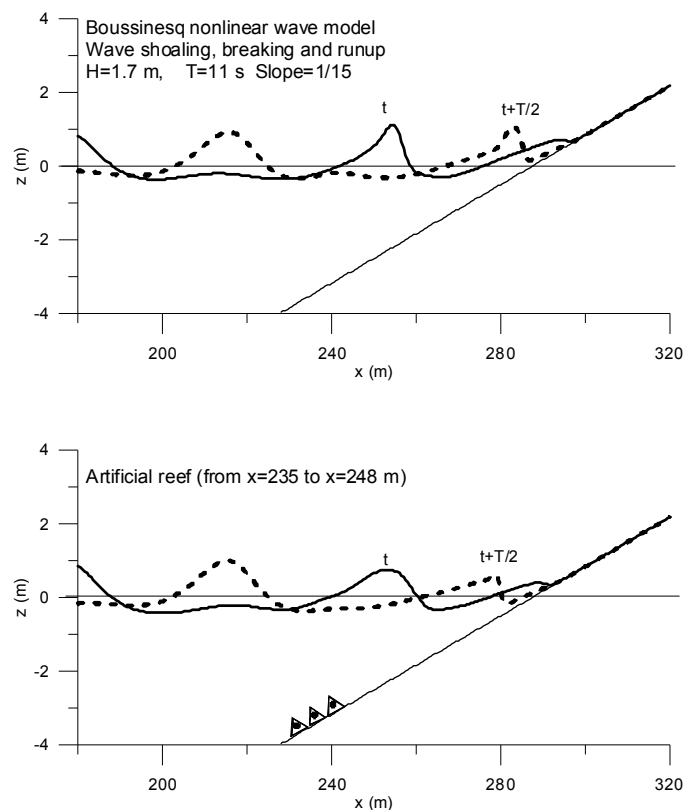 Boussinesq nonlinear wave model
Wave shoaling, breaking and runup
H=1.7 m, T=11 s Slope=1/15
4
2
0
-2
-4
z (m)
t
t+T/2
200
240
280
320
x (m)
Artificial reef (from x=235 to x=248 m)
4
2
0
-2
-4
z (m)
t
t+T/2
200
240
280
320
x (m)